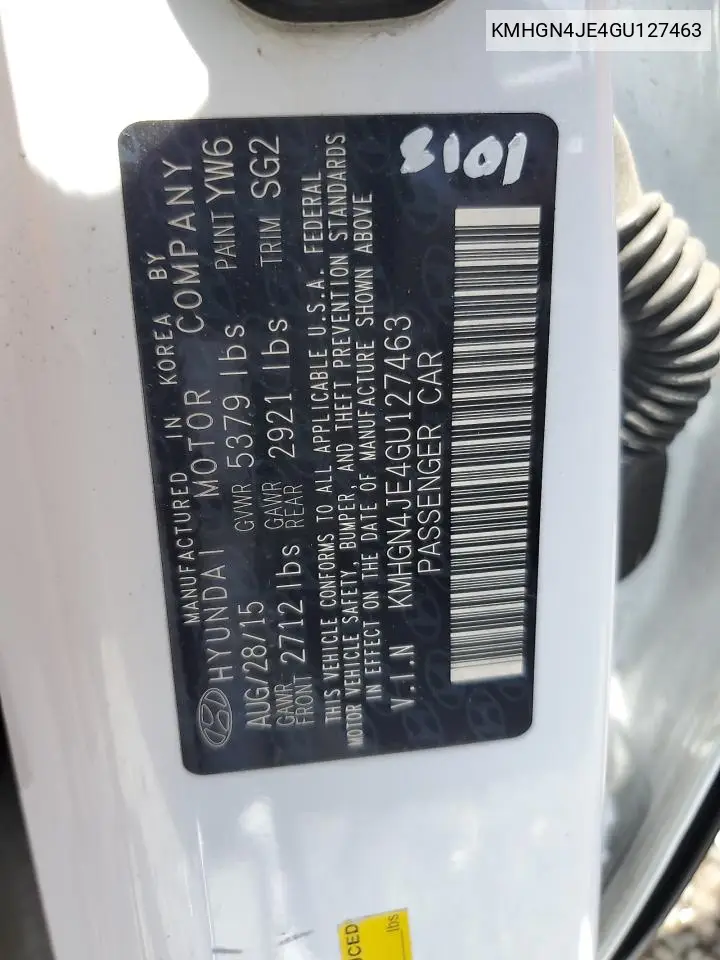 KMHGN4JE4GU127463
MANUFACTURED IN KOREA BY
HYUNDAI MOTOR COMPANY
AUG/28/15 GVWR 5379 lbs PAINT YW6
GAWR FRONT 2712 lbs GAWR REAR 2921 lbs TRIM SG2
THIS VEHICLE CONFORMS TO ALL APPLICABLE U.S.A. FEDERAL
MOTOR VEHICLE SAFETY, BUMPER, AND THEFT PREVENTION STANDARDS
IN EFFECT ON THE DATE OF MANUFACTURE SHOWN ABOVE
V.I.N KMHGN4JE4GU127463
PASSENGER CAR
lbs